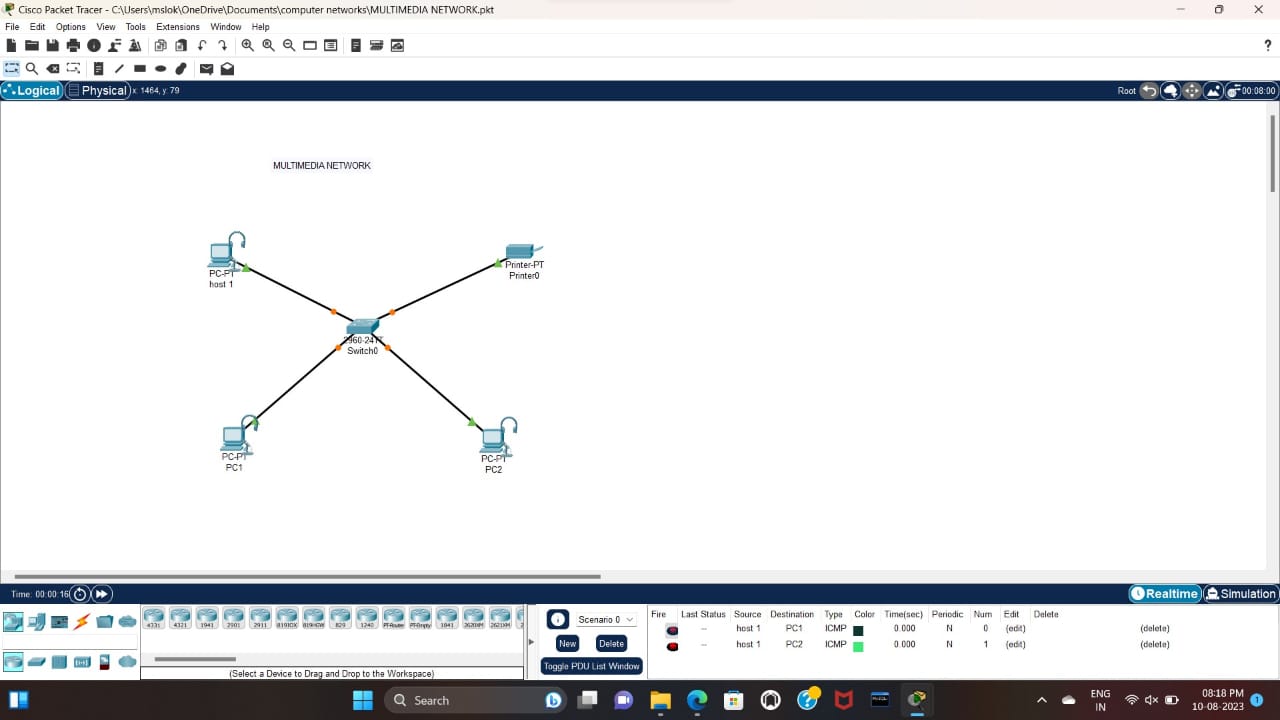 Cisco Packet Tracer - C:\Users\mslok\OneDrive\Documents\computer networks\MULTIMEDIA NETWORK.pkt
File Edit Options View Tools Extensions Window Help
?
Logical Physical x: 1464, y: 79 Root 00:08:00
MULTIMEDIA NETWORK
PC-PT
host 1
Printer-PT
Printer0
2960-24TT
Switch0
PC-PT
PC1
PC-PT
PC2
Time: 00:00:16 Realtime Simulation
4331 4321 1941 2901 2911 819IOX 819HGW 829 1240 PT-Router PT-Empty 1841 2620XM 2621XM
(Select a Device to Drag and Drop to the Workspace)
Scenario 0
New Delete
Toggle PDU List Window
Fire Last Status Source Destination Type Color Time(sec) Periodic Num Edit Delete
-- host 1 PC1 ICMP 0.000 N 0 (edit) (delete)
-- host 1 PC2 ICMP 0.000 N 1 (edit) (delete)
Search
ENG
IN
08:18 PM
10-08-2023
1